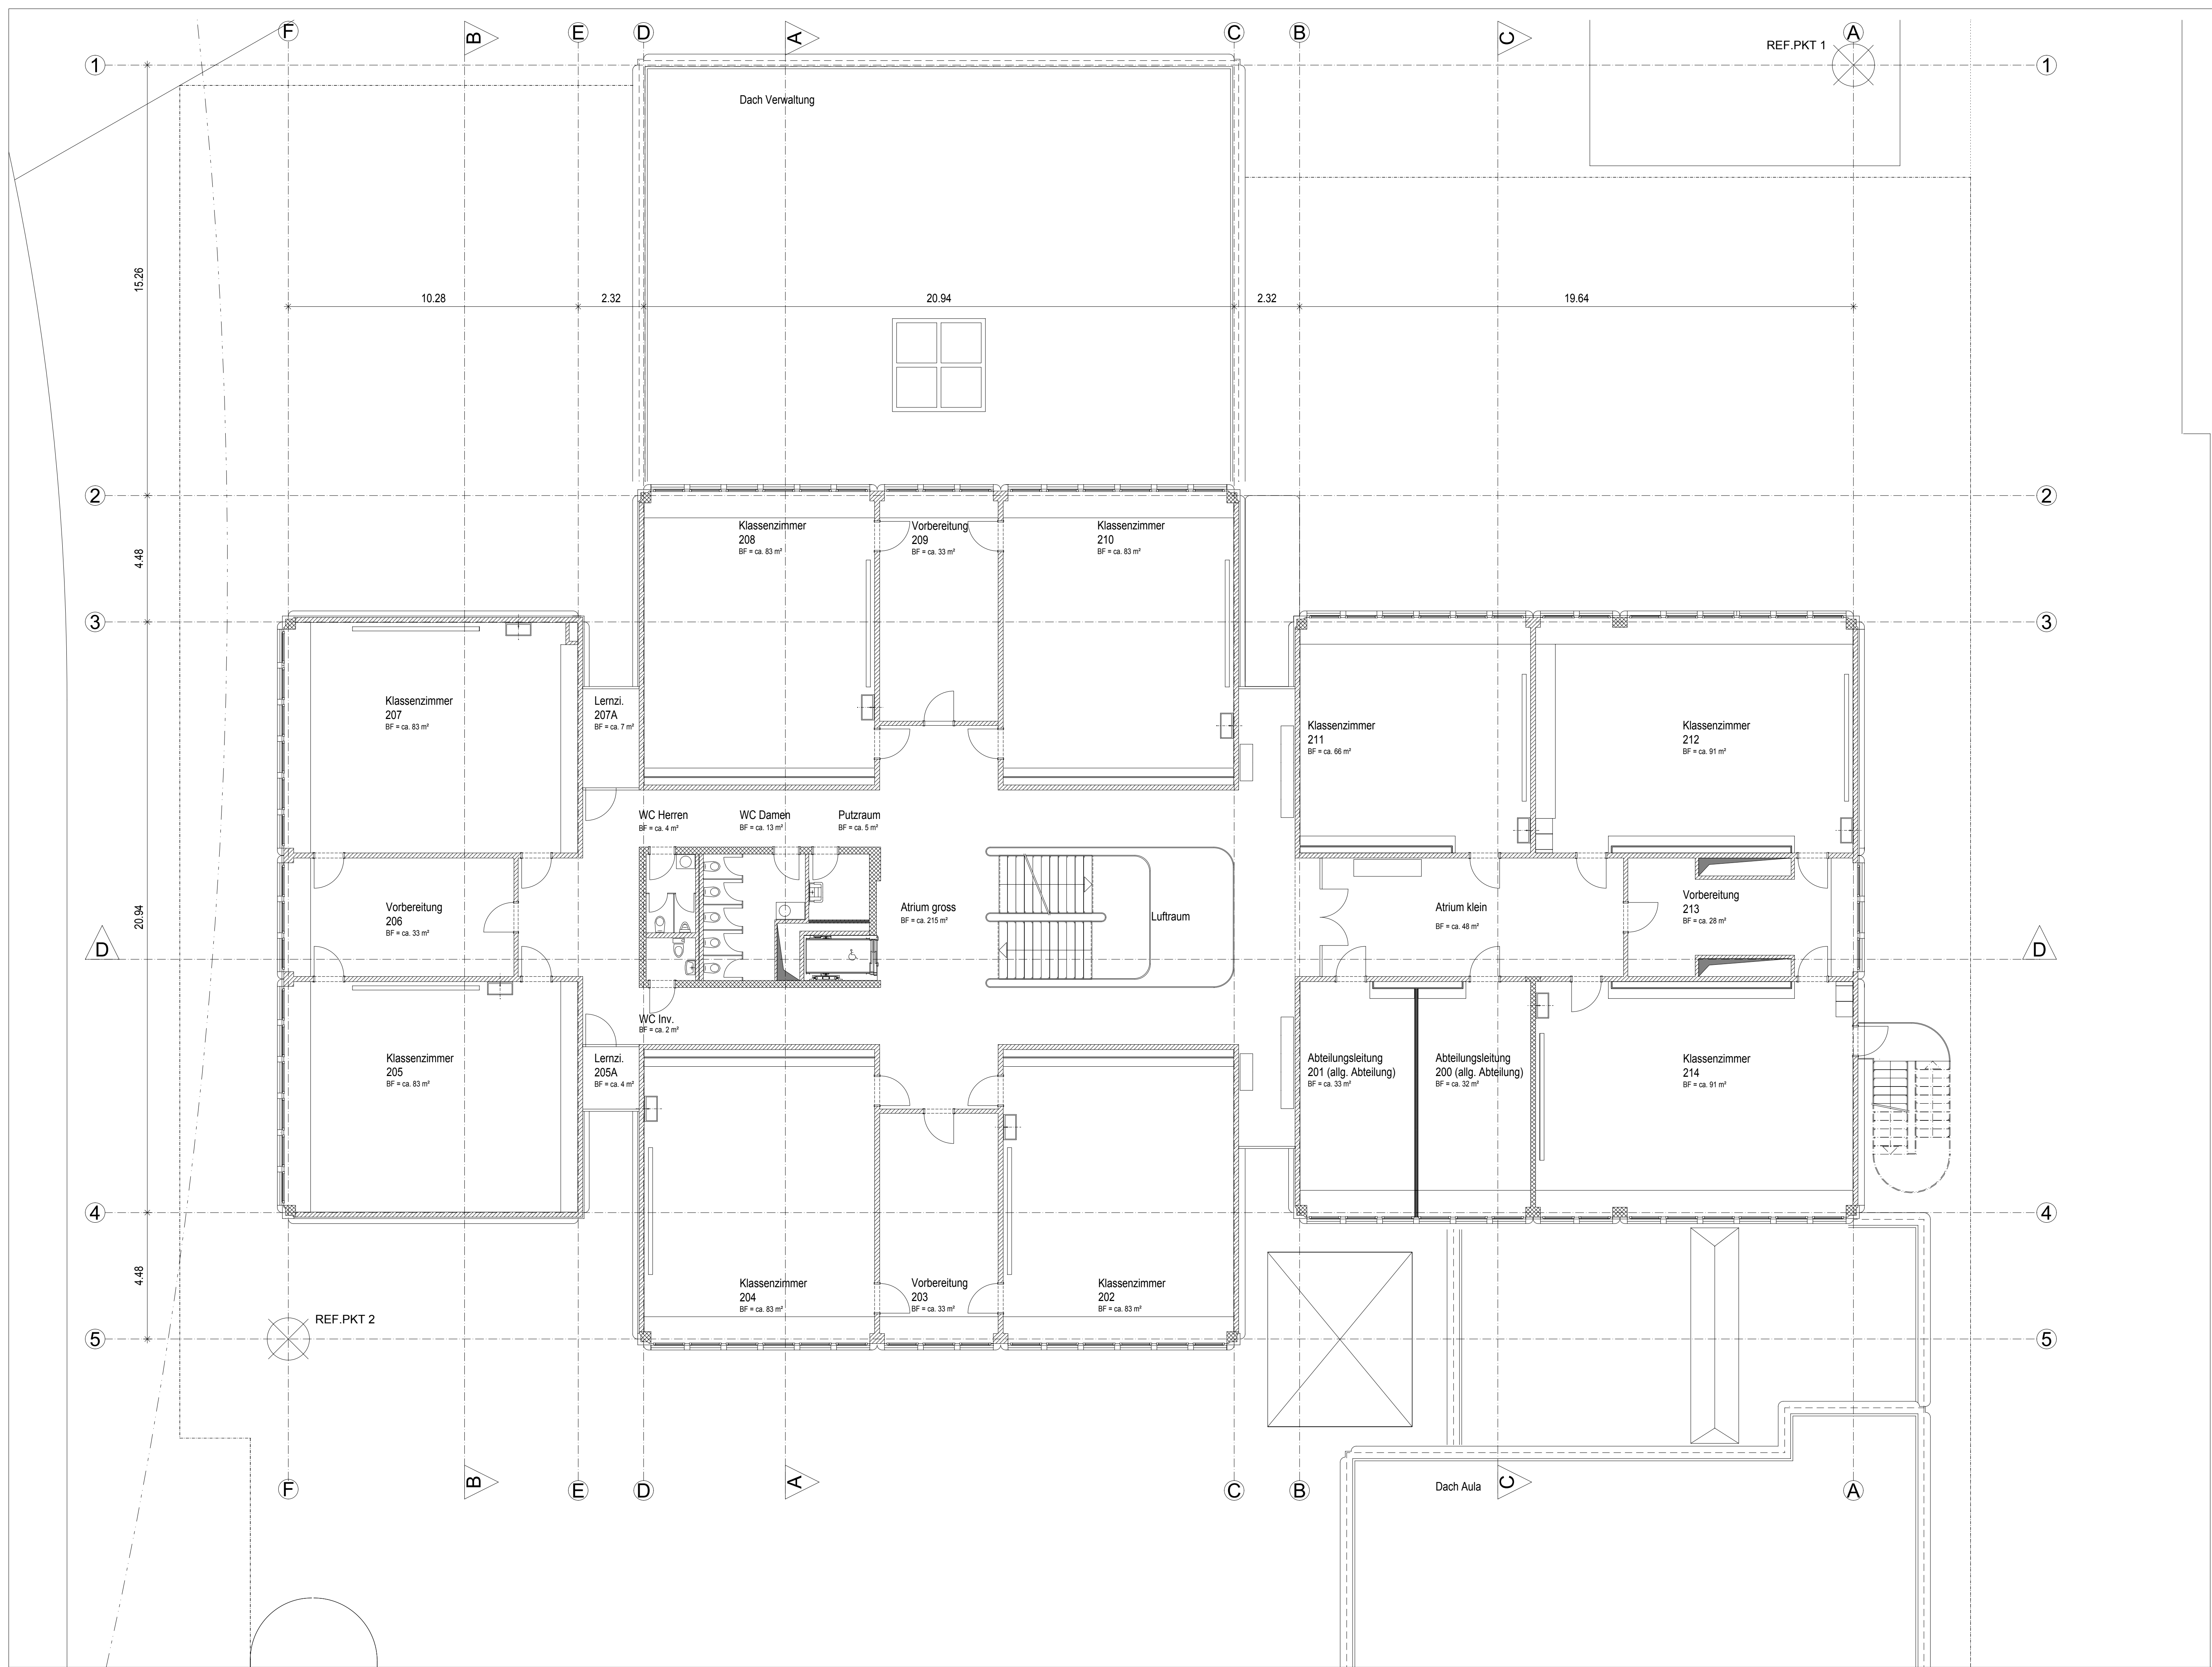 F
B
E
D
A
C
B
C
A
REF.PKT 1
1
1
Dach Verwaltung
15.26
10.28
2.32
20.94
2.32
19.64
2
2
4.48
Klassenzimmer
208
BF = ca. 83 m²
Vorbereitung
209
BF = ca. 33 m²
Klassenzimmer
210
BF = ca. 83 m²
3
3
Klassenzimmer
207
BF = ca. 83 m²
Lernzi.
207A
BF = ca. 7 m²
Klassenzimmer
211
BF = ca. 66 m²
Klassenzimmer
212
BF = ca. 91 m²
WC Herren
BF = ca. 4 m²
WC Damen
BF = ca. 13 m²
Putzraum
BF = ca. 5 m²
20.94
Vorbereitung
206
BF = ca. 33 m²
Atrium gross
BF = ca. 215 m²
Luftraum
Atrium klein
BF = ca. 48 m²
Vorbereitung
213
BF = ca. 28 m²
D
D
WC Inv.
BF = ca. 2 m²
Klassenzimmer
205
BF = ca. 83 m²
Lernzi.
205A
BF = ca. 4 m²
Abteilungsleitung
201 (allg. Abteilung)
BF = ca. 33 m²
Abteilungsleitung
200 (allg. Abteilung)
BF = ca. 32 m²
Klassenzimmer
214
BF = ca. 91 m²
4
4
4.48
Klassenzimmer
204
BF = ca. 83 m²
Vorbereitung
203
BF = ca. 33 m²
Klassenzimmer
202
BF = ca. 83 m²
REF.PKT 2
5
5
Dach Aula
F
B
E
D
A
C
B
C
A